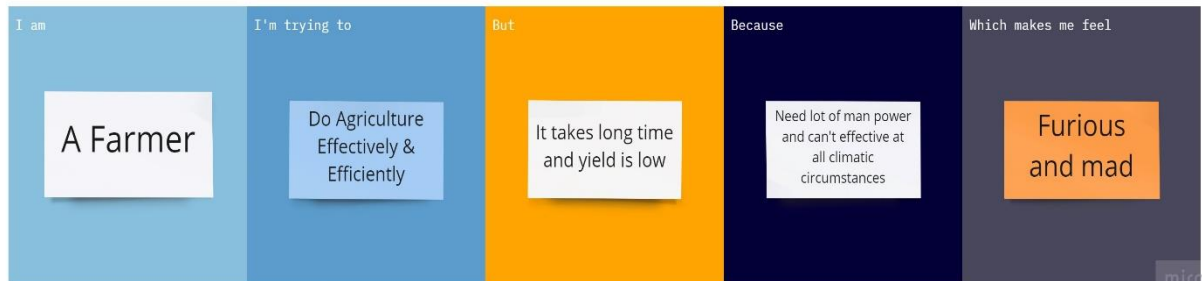 I am
A Farmer
I'm trying to
Do Agriculture
Effectively &
Efficiently
But
It takes long time
and yield is low
Because
Need lot of man power
and can't effective at
all climatic
circumstances
Which makes me feel
Furious
and mad
miro